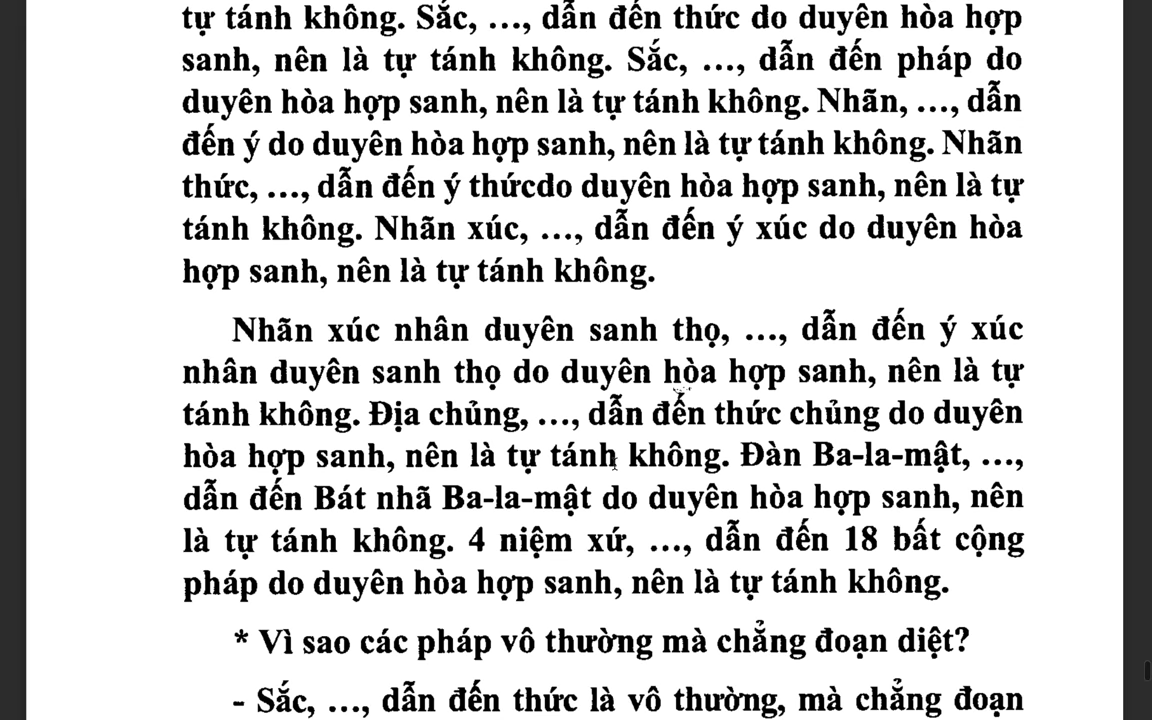 tự tánh không. Sắc, ..., dẫn đến thức do duyên hòa hợp
sanh, nên là tự tánh không. Sắc, ..., dẫn đến pháp do
duyên hòa hợp sanh, nên là tự tánh không. Nhãn, ..., dẫn
đến ý do duyên hòa hợp sanh, nên là tự tánh không. Nhãn
thức, ..., dẫn đến ý thứcdo duyên hòa hợp sanh, nên là tự
tánh không. Nhãn xúc, ..., dẫn đến ý xúc do duyên hòa
hợp sanh, nên là tự tánh không.
Nhãn xúc nhân duyên sanh thọ, ..., dẫn đến ý xúc
nhân duyên sanh thọ do duyên hòa hợp sanh, nên là tự
tánh không. Địa chủng, ..., dẫn đến thức chủng do duyên
hòa hợp sanh, nên là tự tánh không. Đàn Ba-la-mật, ...,
dẫn đến Bát nhã Ba-la-mật do duyên hòa hợp sanh, nên
là tự tánh không. 4 niệm xứ, ..., dẫn đến 18 bất cộng
pháp do duyên hòa hợp sanh, nên là tự tánh không.
* Vì sao các pháp vô thường mà chẳng đoạn diệt?
- Sắc, ..., dẫn đến thức là vô thường, mà chẳng đoạn